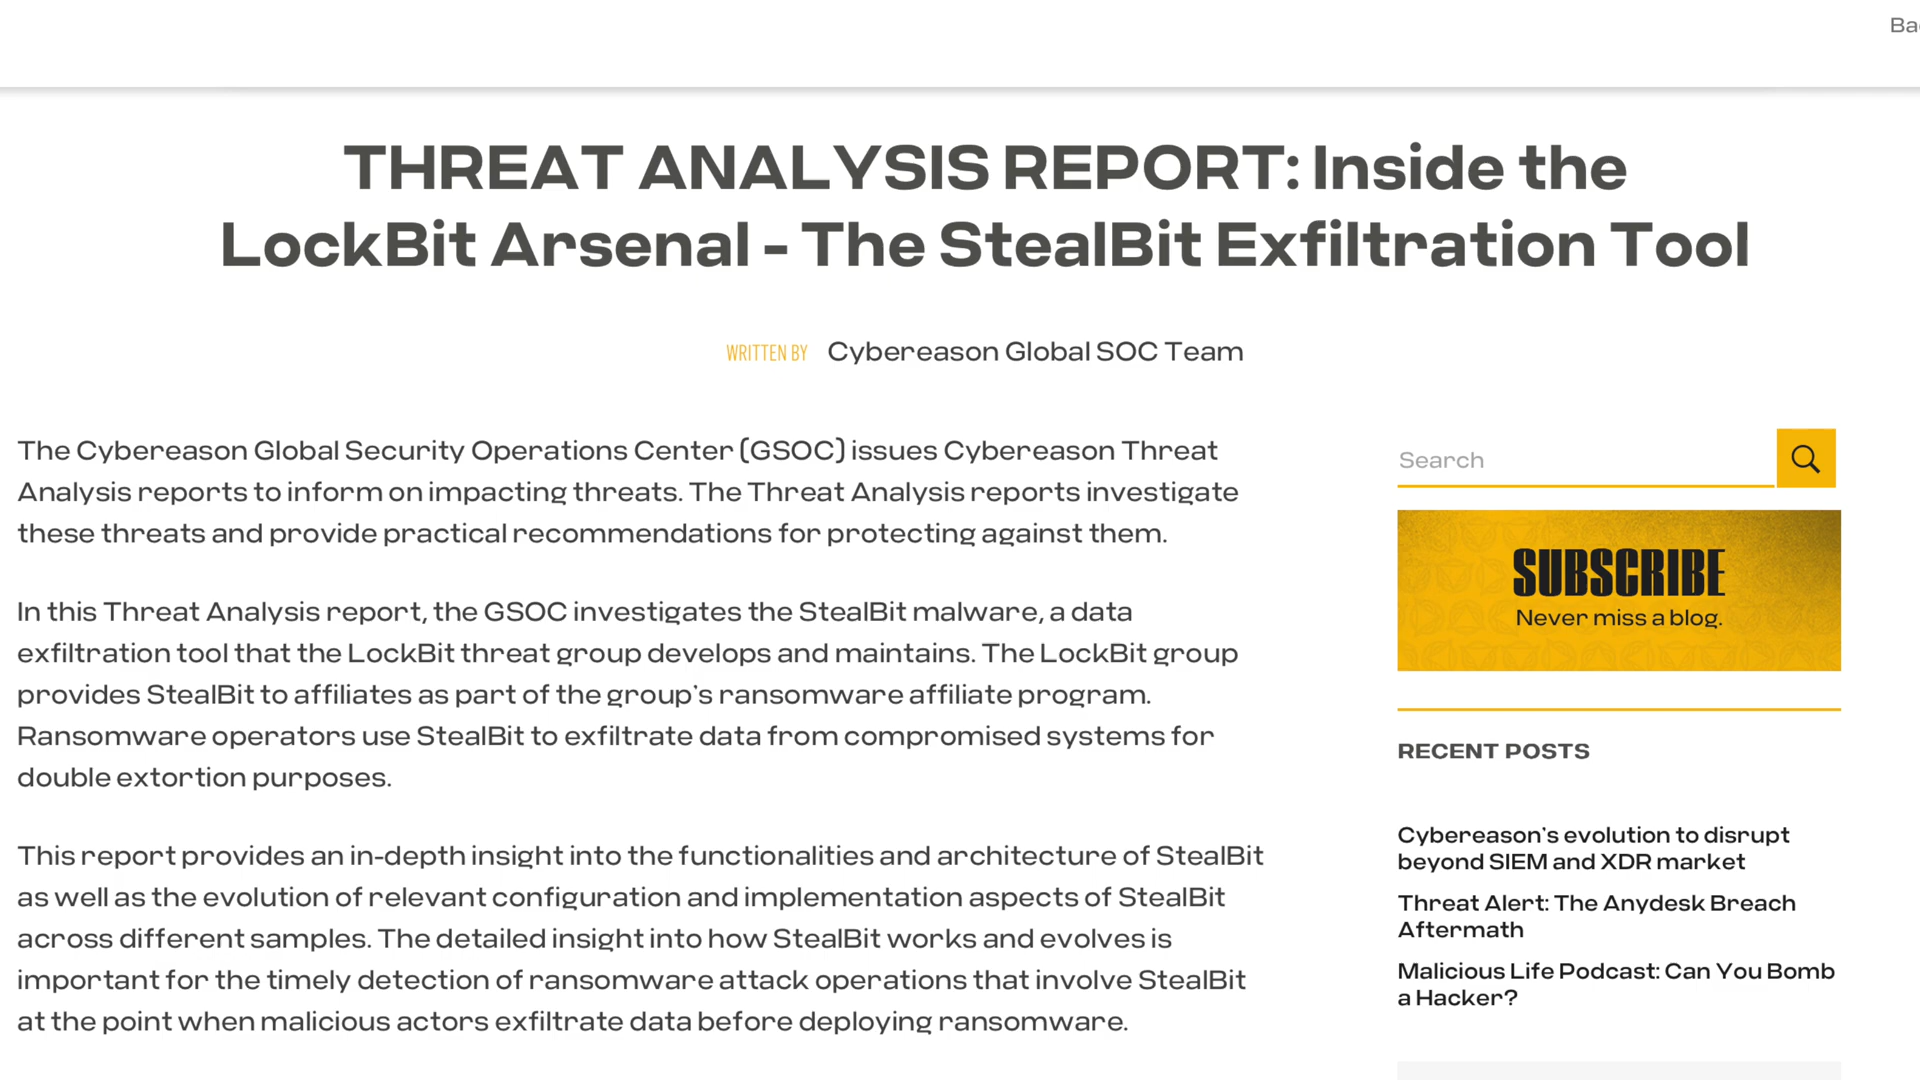 THREAT ANALYSIS REPORT: Inside the
LockBit Arsenal - The StealBit Exfiltration Tool
WRITTEN BY Cybereason Global SOC Team
The Cybereason Global Security Operations Center (GSOC) issues Cybereason Threat
Analysis reports to inform on impacting threats. The Threat Analysis reports investigate
these threats and provide practical recommendations for protecting against them.
In this Threat Analysis report, the GSOC investigates the StealBit malware, a data
exfiltration tool that the LockBit threat group develops and maintains. The LockBit group
provides StealBit to affiliates as part of the group's ransomware affiliate program.
Ransomware operators use StealBit to exfiltrate data from compromised systems for
double extortion purposes.
This report provides an in-depth insight into the functionalities and architecture of StealBit
as well as the evolution of relevant configuration and implementation aspects of StealBit
across different samples. The detailed insight into how StealBit works and evolves is
important for the timely detection of ransomware attack operations that involve StealBit
at the point when malicious actors exfiltrate data before deploying ransomware.
Search
SUBSCRIBE
Never miss a blog.
RECENT POSTS
Cybereason's evolution to disrupt
beyond SIEM and XDR market
Threat Alert: The Anydesk Breach
Aftermath
Malicious Life Podcast: Can You Bomb
a Hacker?